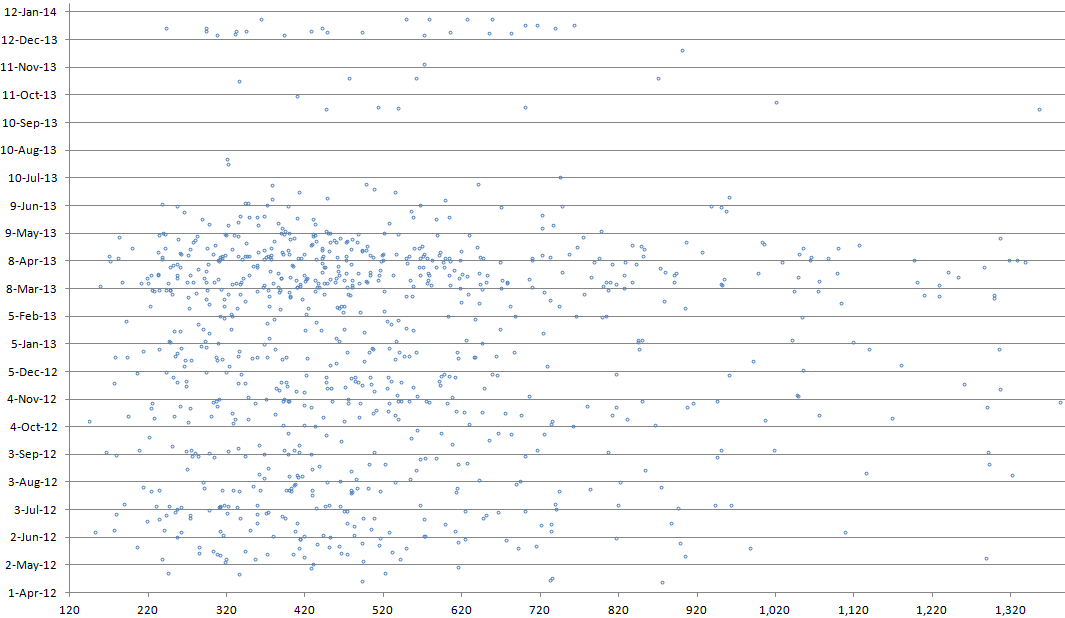 12-Jan-14
12-Dec-13
11-Nov-13
11-Oct-13
10-Sep-13
10-Aug-13
10-Jul-13
9-Jun-13
9-May-13
8-Apr-13
8-Mar-13
5-Feb-13
5-Jan-13
5-Dec-12
4-Nov-12
4-Oct-12
3-Sep-12
3-Aug-12
3-Jul-12
2-Jun-12
2-May-12
1-Apr-12
120 220 320 420 520 620 720 820 920 1,020 1,120 1,220 1,320